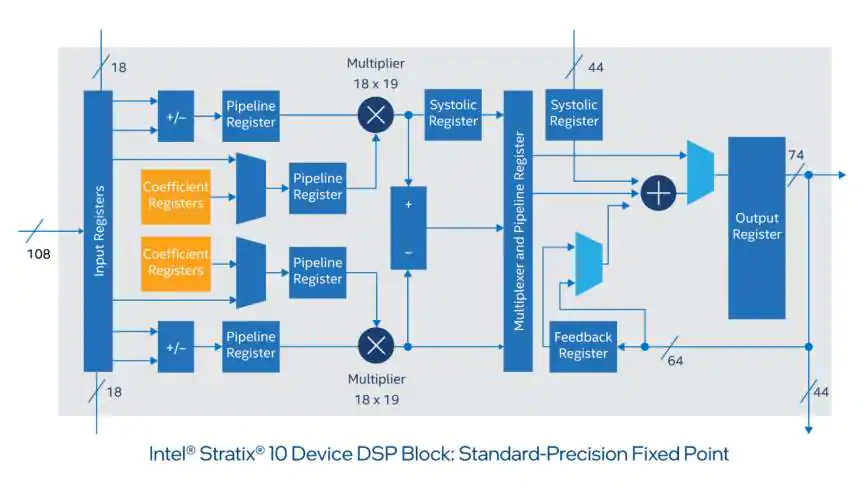 18
44
Multiplier
18 x 19
+/−
Pipeline
Register
Systolic
Register
Systolic
Register
Coefficient
Registers
Pipeline
Register
Input Registers
108
+
−
Multiplexer and Pipeline Register
74
Output
Register
Coefficient
Registers
Pipeline
Register
+/−
Pipeline
Register
Feedback
Register
64
Multiplier
18 x 19
18
44
Intel® Stratix® 10 Device DSP Block: Standard-Precision Fixed Point